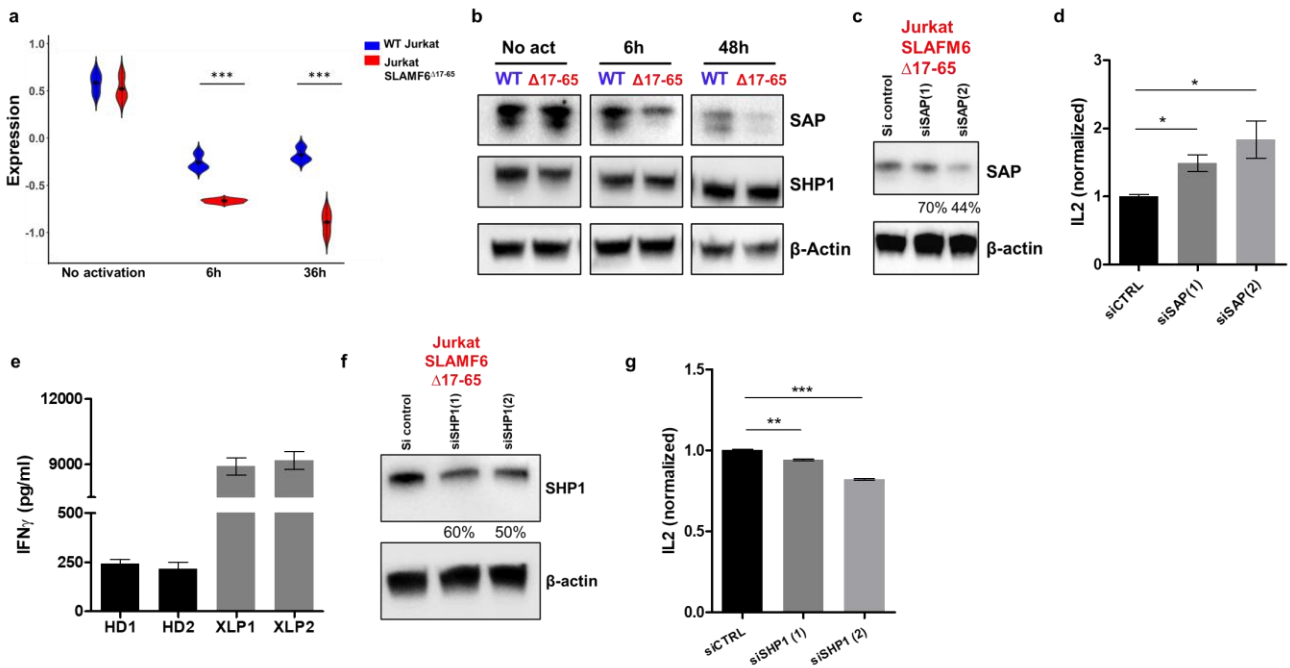 a
1.0
0.5
0.0
-0.5
-1.0
Expression
***
***
No activation
6h
36h
WT Jurkat
Jurkat
SLAMF6Δ17-65
b
No act
6h
48h
WT Δ17-65
WT Δ17-65
WT Δ17-65
SAP
SHP1
β-Actin
c
Jurkat
SLAFM6
Δ17-65
Si control
siSAP(1)
siSAP(2)
SAP
70% 44%
β-actin
d
IL2 (normalized)
3
2
1
0
*
*
siCTRL
siSAP(1)
siSAP(2)
e
IFNγ (pg/ml)
12000
9000
500
250
0
HD1
HD2
XLP1
XLP2
f
Jurkat
SLAMF6
Δ17-65
Si control
siSHP1(1)
siSHP1(2)
SHP1
60% 50%
β-actin
g
IL2 (normalized)
1.5
1.0
0.5
0.0
***
**
siCTRL
siSHP1 (1)
siSHP1 (2)